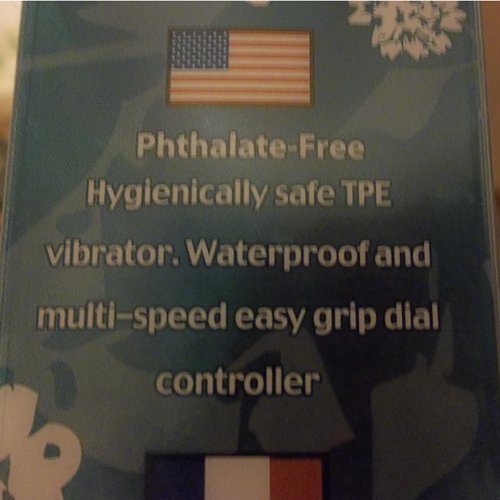 Phthalate-Free
Hygienically safe TPE
vibrator. Waterproof and
multi-speed easy grip dial
controller